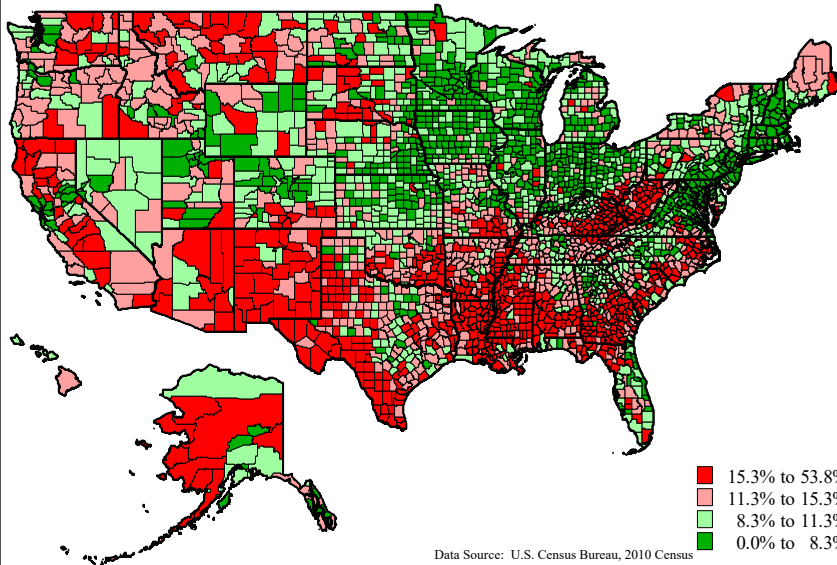 15.3% to 53.8%
11.3% to 15.3%
8.3% to 11.3%
0.0% to 8.3%
Data Source: U.S. Census Bureau, 2010 Census